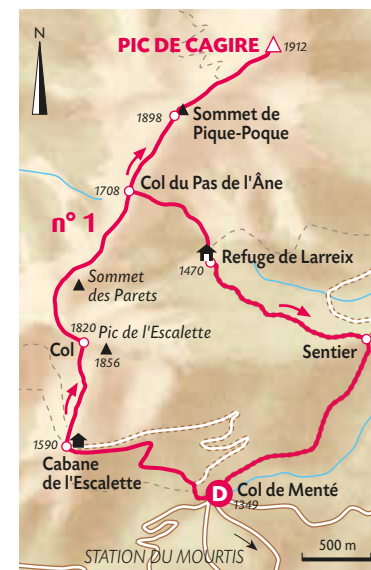 N
PIC DE CAGIRE 1912
1898 Sommet de
Pique-Poque
1708 Col du Pas de l'Âne
n° 1
Refuge de Larreix
1470
Sommet
des Parets
1820 Pic de l'Escalette
Col
1856
Sentier
1590
Cabane
de l'Escalette
D Col de Menté
1349
STATION DU MOURTIS
500 m